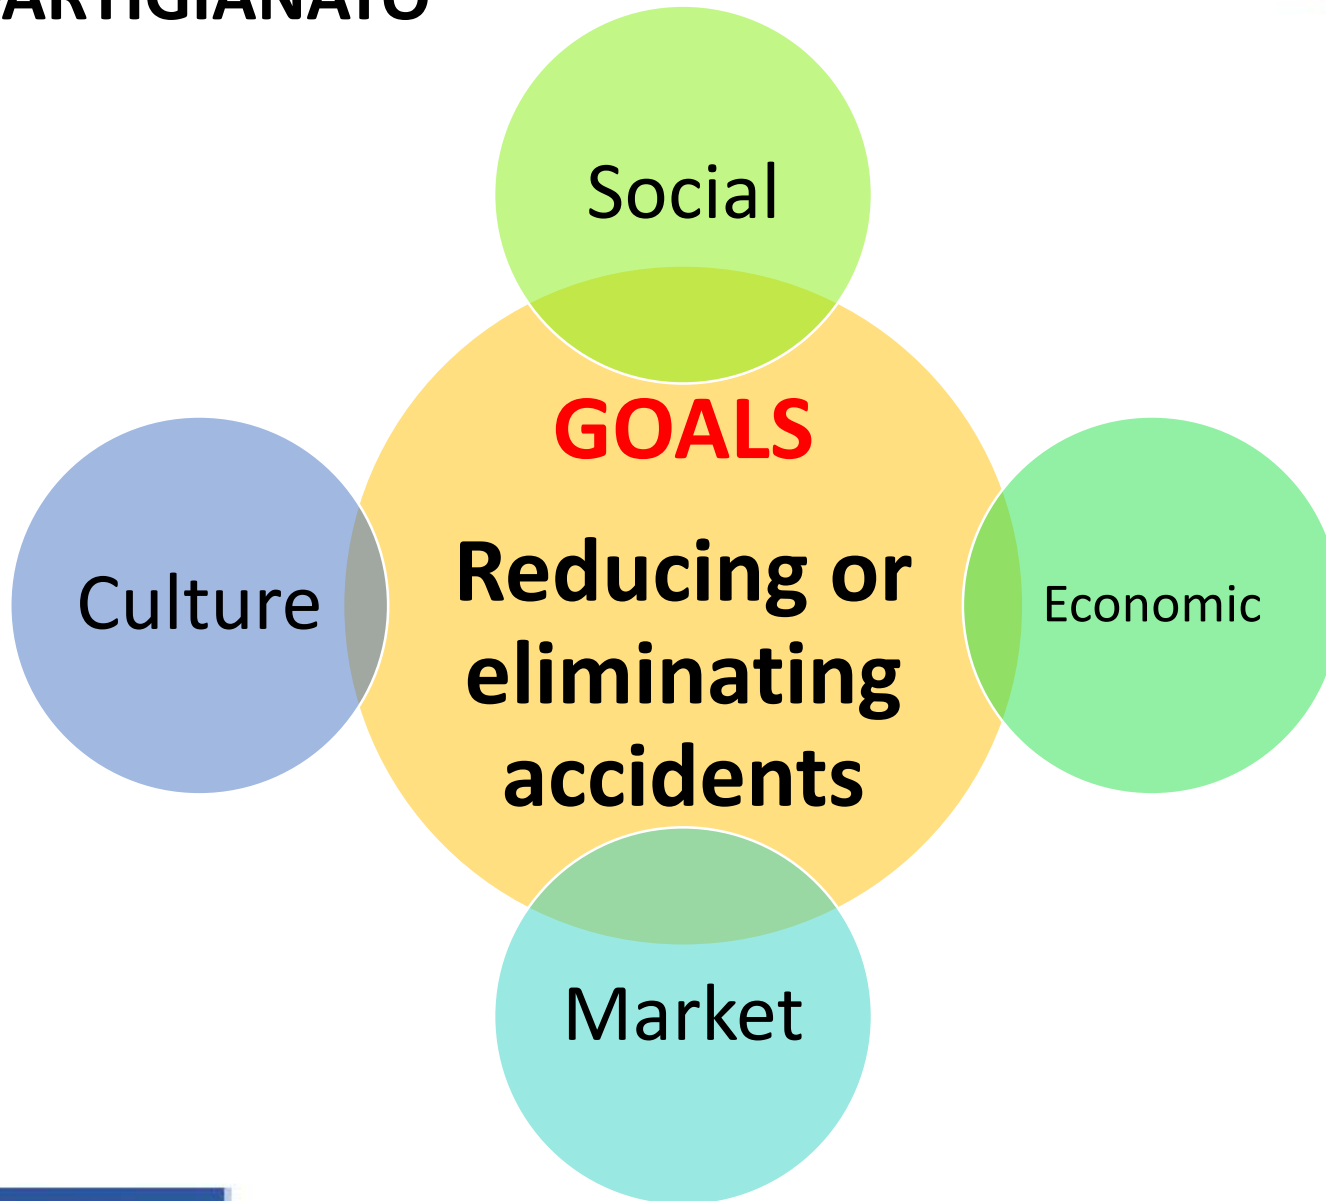 ARTIGIANATO
Social
GOALS
Culture
Reducing or
eliminating
accidents
Economic
Market